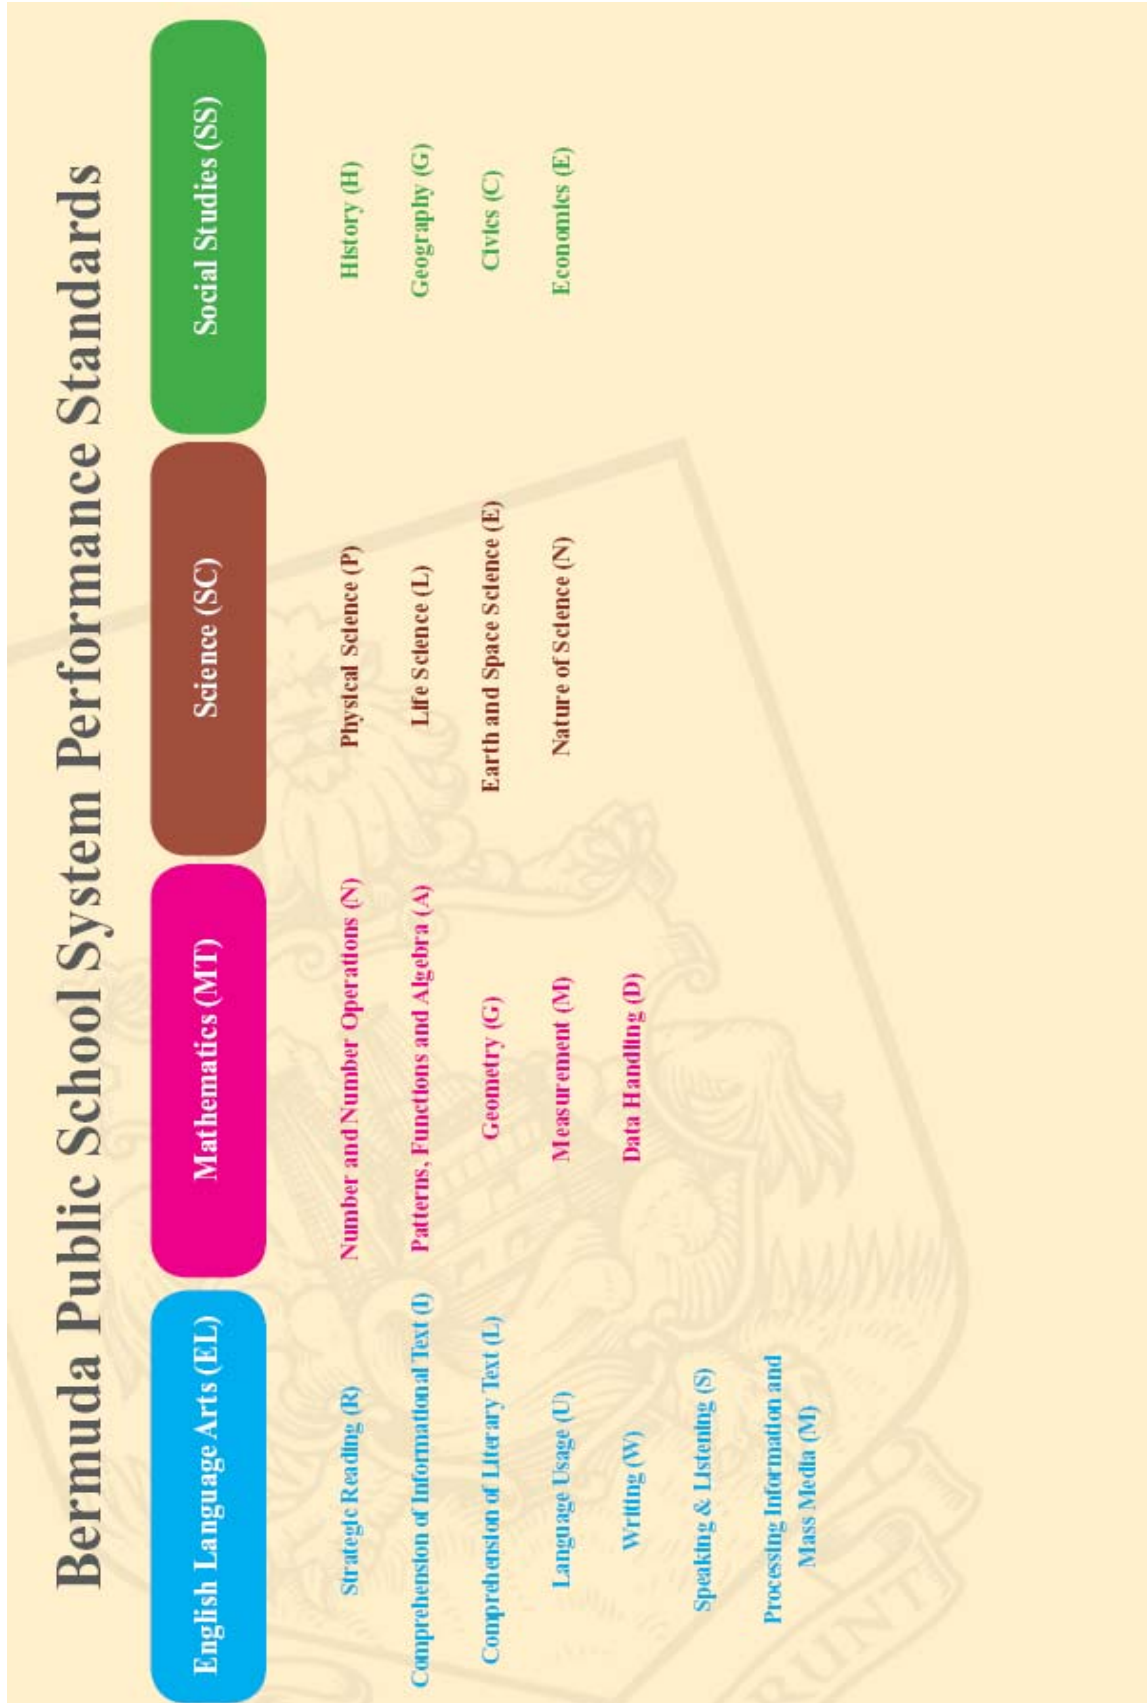 Bermuda Public School System Performance Standards
English Language Arts (EL)
Strategic Reading (R)
Comprehension of Informational Text (I)
Comprehension of Literary Text (L)
Language Usage (U)
Writing (W)
Speaking & Listening (S)
Processing Information and
Mass Media (M)
Mathematics (MT)
Number and Number Operations (N)
Patterns, Functions and Algebra (A)
Geometry (G)
Measurement (M)
Data Handling (D)
Science (SC)
Physical Science (P)
Life Science (L)
Earth and Space Science (E)
Nature of Science (N)
Social Studies (SS)
History (H)
Geography (G)
Civics (C)
Economics (E)
RUNT